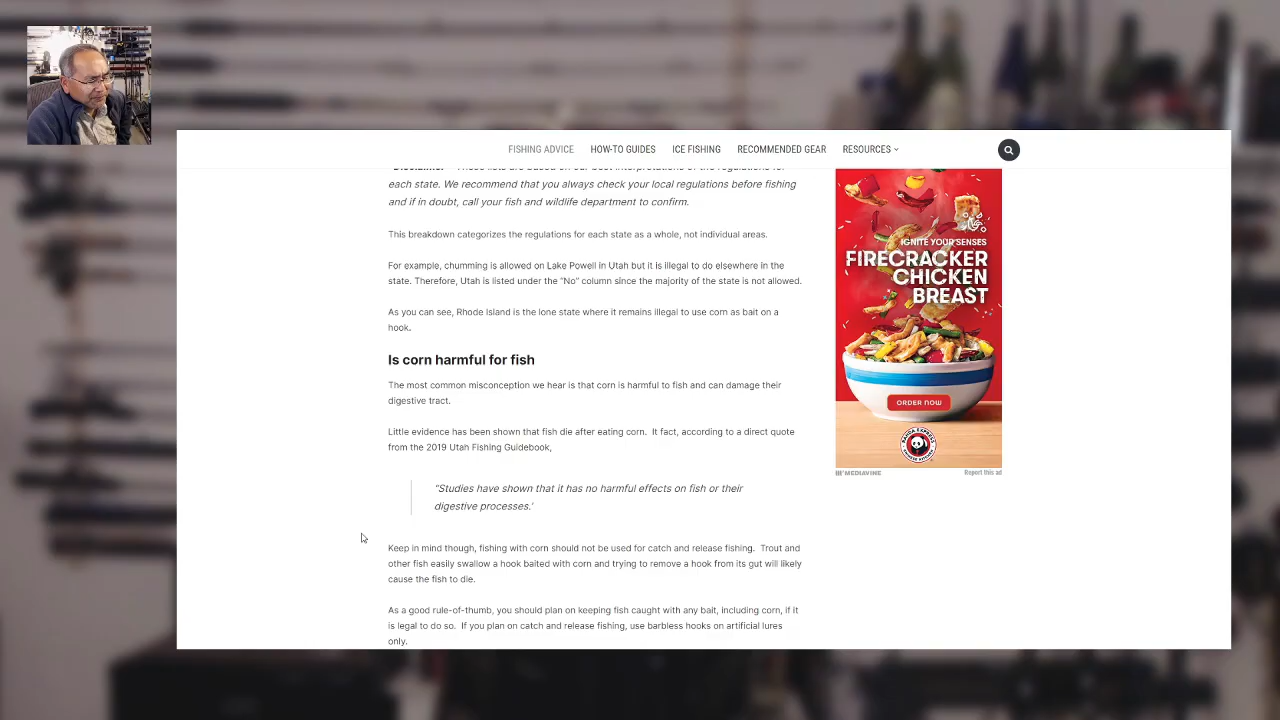 FISHING ADVICE HOW-TO GUIDES ICE FISHING RECOMMENDED GEAR RESOURCES
each state. We recommend that you always check your local regulations before fishing
and if in doubt, call your fish and wildlife department to confirm.
This breakdown categorizes the regulations for each state as a whole, not individual areas.
For example, chumming is allowed on Lake Powell in Utah but it is illegal to do elsewhere in the
state. Therefore, Utah is listed under the "No" column since the majority of the state is not allowed.
As you can see, Rhode Island is the lone state where it remains illegal to use corn as bait on a
hook.
Is corn harmful for fish
The most common misconception we hear is that corn is harmful to fish and can damage their
digestive tract.
Little evidence has been shown that fish die after eating corn. It fact, according to a direct quote
from the 2019 Utah Fishing Guidebook,
"Studies have shown that it has no harmful effects on fish or their
digestive processes.'
Keep in mind though, fishing with corn should not be used for catch and release fishing. Trout and
other fish easily swallow a hook baited with corn and trying to remove a hook from its gut will likely
cause the fish to die.
As a good rule-of-thumb, you should plan on keeping fish caught with any bait, including corn, if it
is legal to do so. If you plan on catch and release fishing, use barbless hooks on artificial lures
only.
IGNITE YOUR SENSES
FIRECRACKER
CHICKEN
BREAST
ORDER NOW
PANDA EXPRESS
CHINESE KITCHEN
MEDIAVINE Report this ad